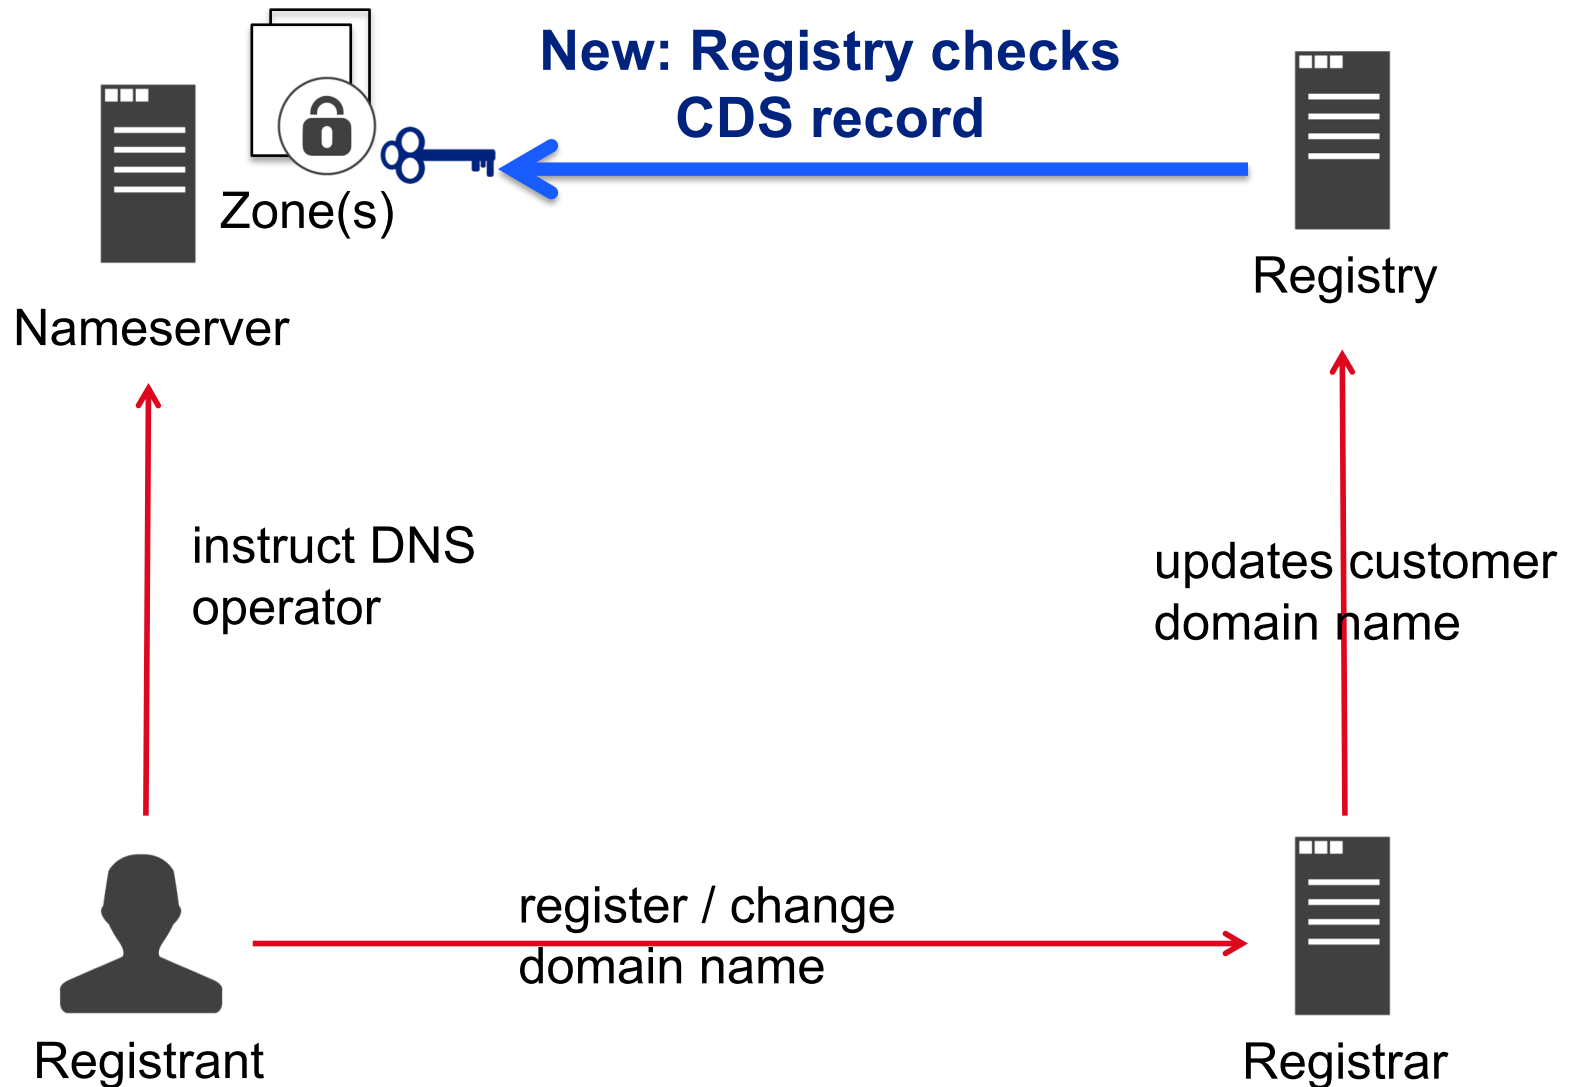 New: Registry checks
CDS record
Zone(s)
Registry
Nameserver
instruct DNS
operator
updates customer
domain name
register / change
domain name
Registrant
Registrar